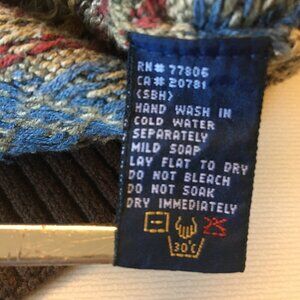 RN# 77806
CA# 20781
(SBH)
HAND WASH IN
COLD WATER
SEPARATELY
MILD SOAP
LAY FLAT TO DRY
DO NOT BLEACH
DO NOT SOAK
DRY IMMEDIATELY
30°C